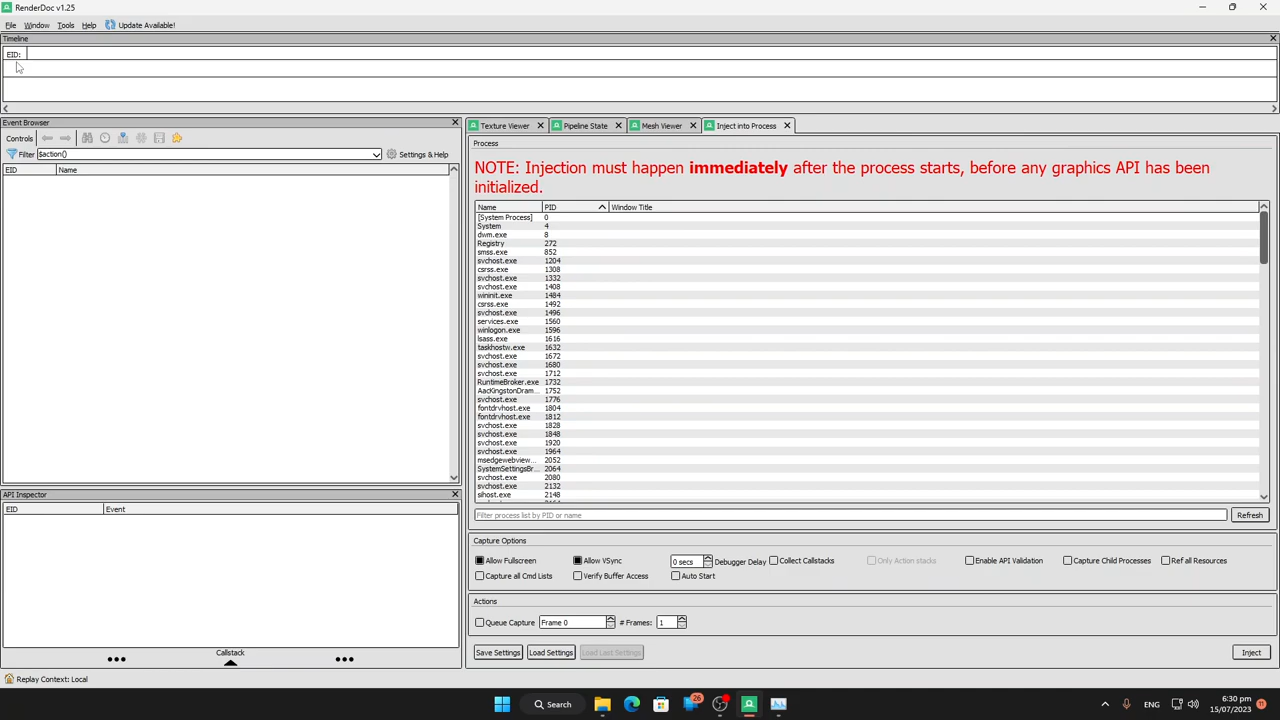 RenderDoc v1.25
File Window Tools Help Update Available!
Timeline
EID:
Event Browser
Controls
Filter $action() Settings & Help
EID Name
API Inspector
EID Event
Callstack
Texture Viewer Pipeline State Mesh Viewer Inject into Process
Process
NOTE: Injection must happen immediately after the process starts, before any graphics API has been
initialized.
Name PID Window Title
[System Process] 0
System 4
dwm.exe 8
Registry 272
smss.exe 852
svchost.exe 1204
csrss.exe 1308
svchost.exe 1332
svchost.exe 1408
wininit.exe 1484
csrss.exe 1492
svchost.exe 1496
services.exe 1560
winlogon.exe 1596
lsass.exe 1616
taskhostw.exe 1632
svchost.exe 1672
svchost.exe 1680
svchost.exe 1712
RuntimeBroker.exe 1732
AacKingstonDram... 1752
svchost.exe 1776
fontdrvhost.exe 1804
fontdrvhost.exe 1812
svchost.exe 1828
svchost.exe 1848
svchost.exe 1920
svchost.exe 1964
msedgewebview... 2052
SystemSettingsBr... 2064
svchost.exe 2080
svchost.exe 2132
sihost.exe 2148
Filter process list by PID or name Refresh
Capture Options
Allow Fullscreen Allow VSync 0 secs Debugger Delay Collect Callstacks Only Action stacks Enable API Validation Capture Child Processes Ref all Resources
Capture all Cmd Lists Verify Buffer Access Auto Start
Actions
Queue Capture Frame 0 # Frames: 1
Save Settings Load Settings Load Last Settings Inject
Replay Context: Local
Search 26 ENG 6:30 pm
15/07/2023